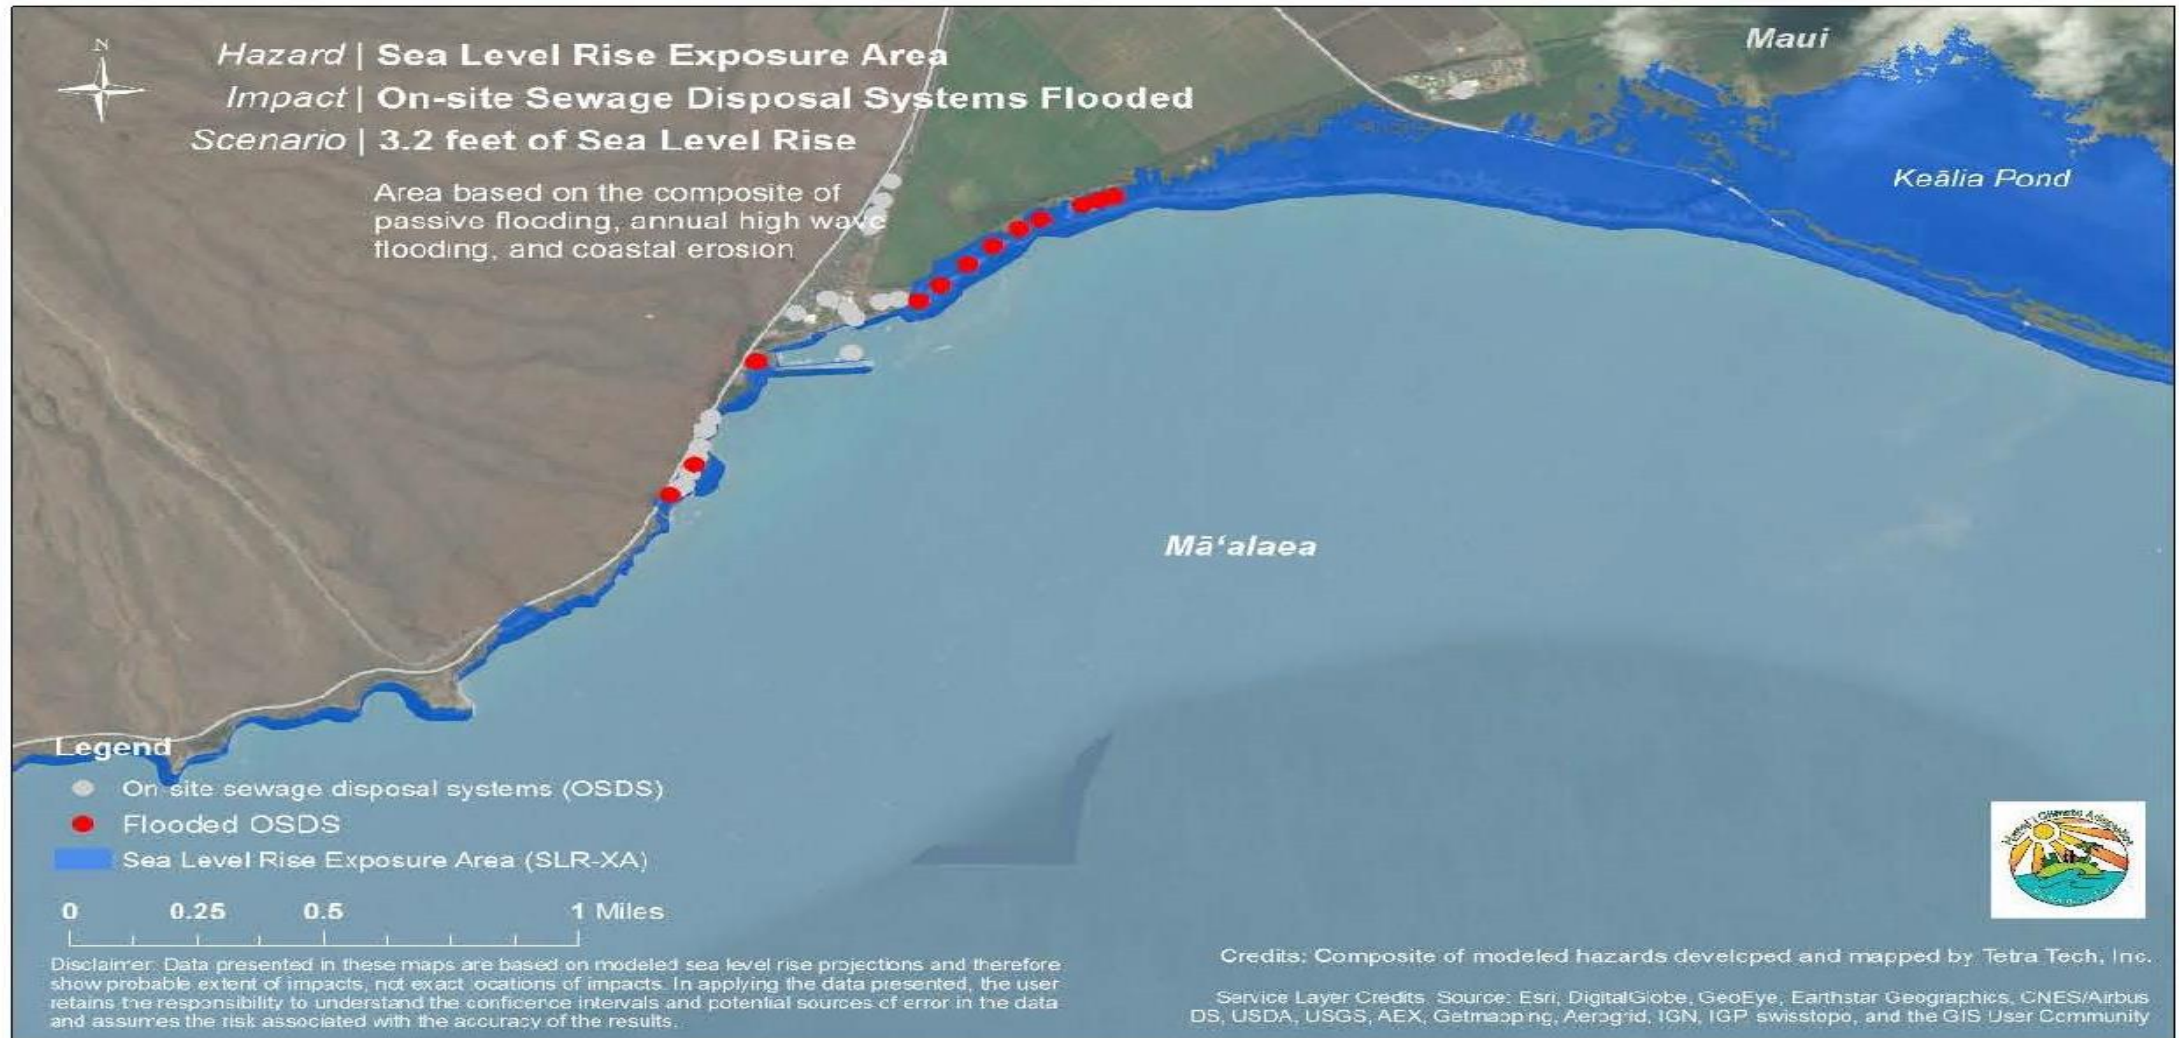 N
Hazard | Sea Level Rise Exposure Area
Impact | On-site Sewage Disposal Systems Flooded
Scenario | 3.2 feet of Sea Level Rise
Area based on the composite of
passive flooding, annual high wave
flooding, and coastal erosion
Maui
Keālia Pond
Māʻalaea
Legend
On-site sewage disposal systems (OSDS)
Flooded OSDS
Sea Level Rise Exposure Area (SLR-XA)
0 0.25 0.5 1 Miles
Disclaimer: Data presented in these maps are based on modeled sea level rise projections and therefore
show probable extent of impacts, not exact locations of impacts. In applying the data presented, the user
retains the responsibility to understand the confidence intervals and potential sources of error in the data
and assumes the risk associated with the accuracy of the results.
Credits: Composite of modeled hazards developed and mapped by Tetra Tech, Inc.
Service Layer Credits: Source: Esri, DigitalGlobe, GeoEye, Earthstar Geographics, CNES/Airbus
DS, USDA, USGS, AEX, Getmapping, Aerogrid, IGN, IGP, swisstopo, and the GIS User Community